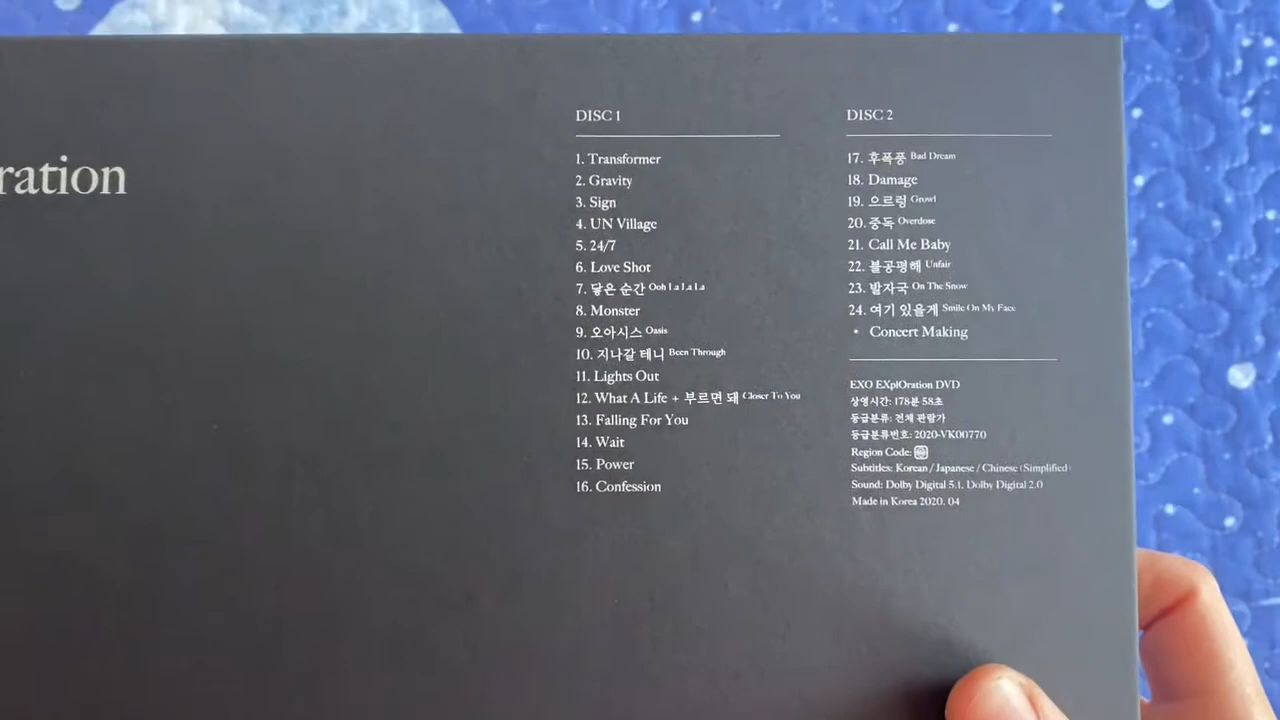 ration
DISC 1
1. Transformer
2. Gravity
3. Sign
4. UN Village
5. 24/7
6. Love Shot
7. 닿은 순간 Ooh La La La
8. Monster
9. 오아시스 Oasis
10. 지나갈 테니 Been Through
11. Lights Out
12. What A Life + 부르면 돼 Closer To You
13. Falling For You
14. Wait
15. Power
16. Confession
DISC 2
17. 후폭풍 Bad Dream
18. Damage
19. 으르렁 Growl
20. 중독 Overdose
21. Call Me Baby
22. 불공평해 Unfair
23. 발자국 On The Snow
24. 여기 있을게 Smile On My Face
• Concert Making
EXO EXplOration DVD
상영시간: 178분 58초
등급분류: 전체 관람가
등급분류번호: 2020-VK00770
Region Code:
Subtitles: Korean / Japanese / Chinese (Simplified)
Sound: Dolby Digital 5.1, Dolby Digital 2.0
Made in Korea 2020. 04